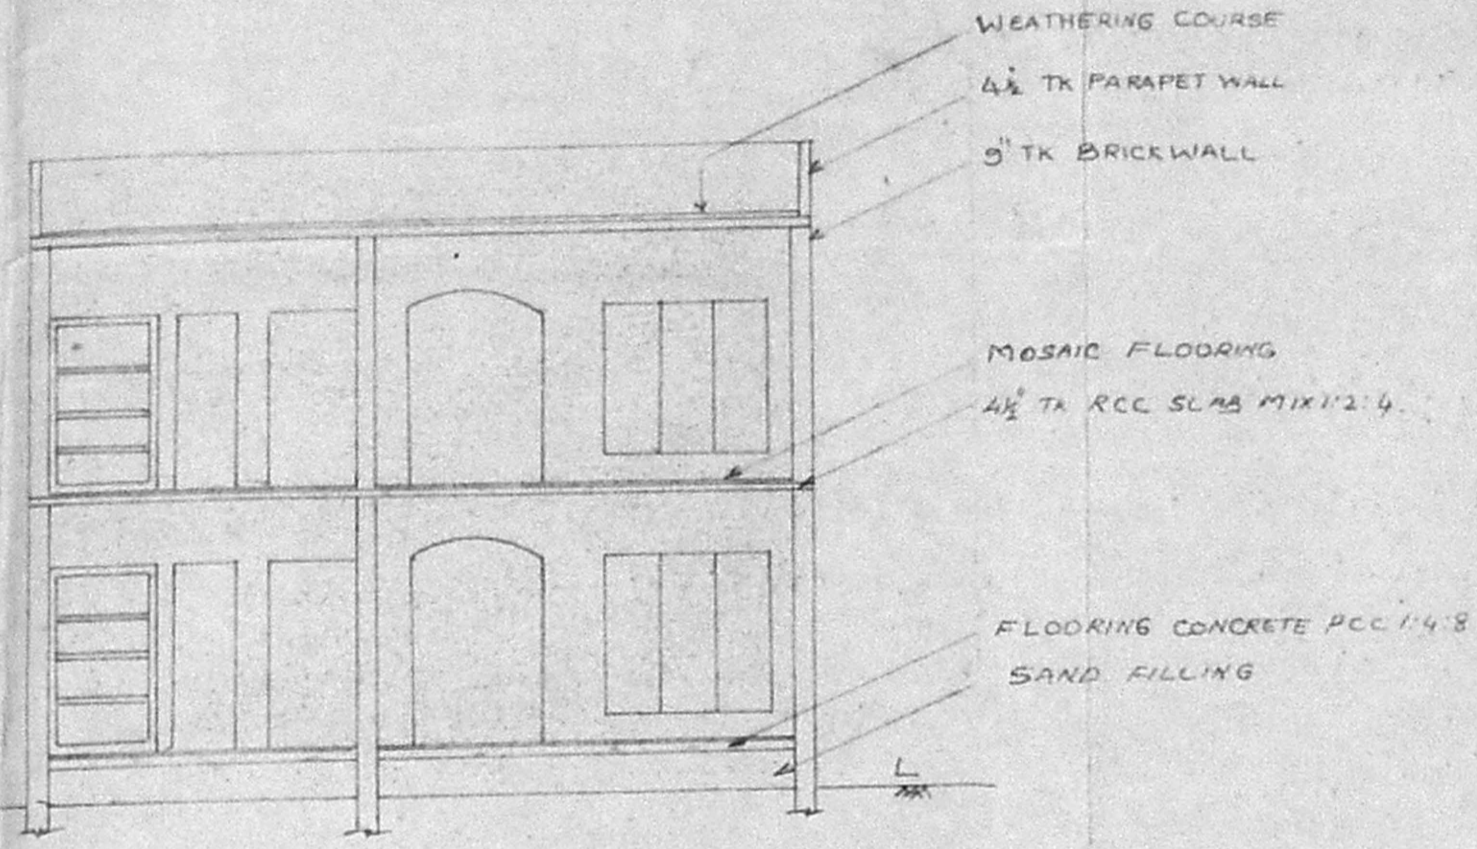 WEATHERING COURSE
4½" TK PARAPET WALL
9" TK BRICKWALL
MOSAIC FLOORING
4½" TK RCC SLAB MIX 1:2:4.
FLOORING CONCRETE PCC 1:4:8
SAND FILLING
L